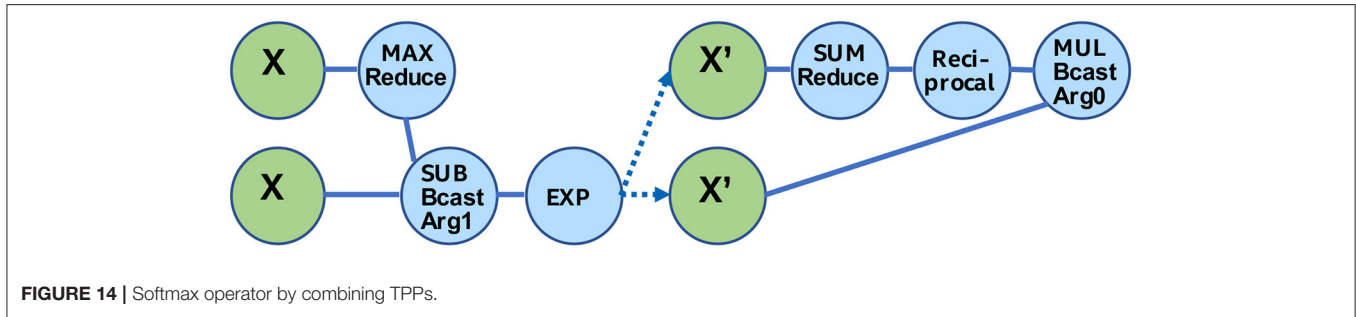 X
MAX
Reduce
X'
SUM
Reduce
Reci-
procal
MUL
Bcast
Arg0
X
SUB
Bcast
Arg1
EXP
X'
FIGURE 14 | Softmax operator by combining TPPs.